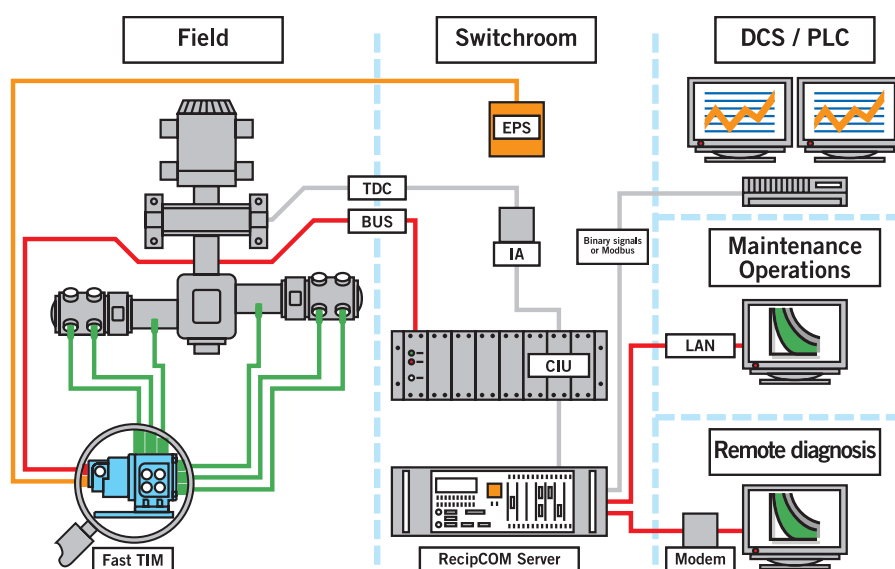 Field
Switchroom
DCS / PLC
EPS
TDC
BUS
IA
Binary signals
or Modbus
Maintenance
Operations
CIU
LAN
Remote diagnosis
Fast TIM
RecipCOM Server
Modem